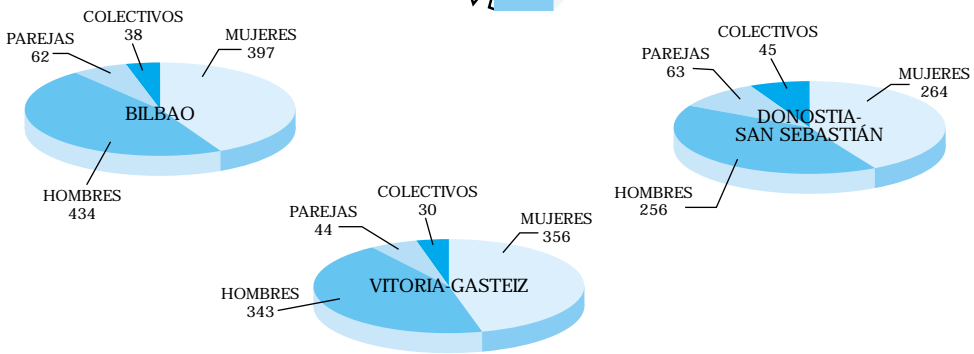 COLECTIVOS
38
PAREJAS
62
MUJERES
397
BILBAO
HOMBRES
434
COLECTIVOS
45
PAREJAS
63
MUJERES
264
DONOSTIA-
SAN SEBASTIÁN
HOMBRES
256
COLECTIVOS
30
PAREJAS
44
MUJERES
356
VITORIA-GASTEIZ
HOMBRES
343